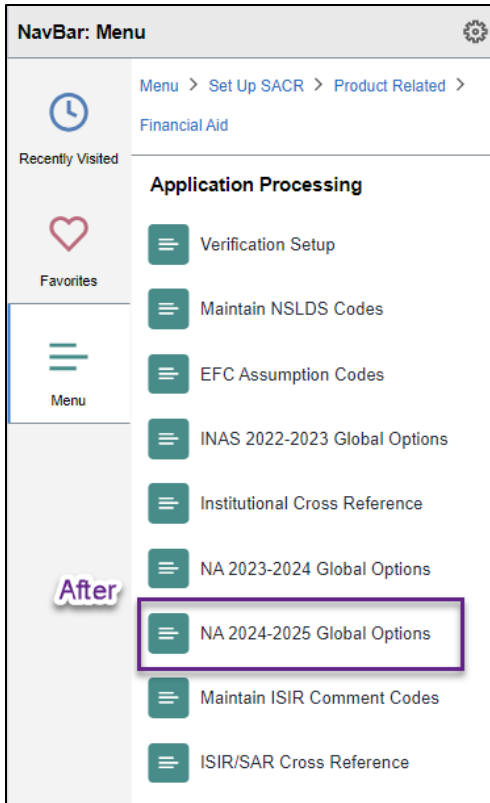 NavBar: Menu
Menu > Set Up SACR > Product Related >
Financial Aid
Recently Visited
Application Processing
Verification Setup
Favorites
Maintain NSLDS Codes
EFC Assumption Codes
Menu
INAS 2022-2023 Global Options
Institutional Cross Reference
NA 2023-2024 Global Options
After
NA 2024-2025 Global Options
Maintain ISIR Comment Codes
ISIR/SAR Cross Reference